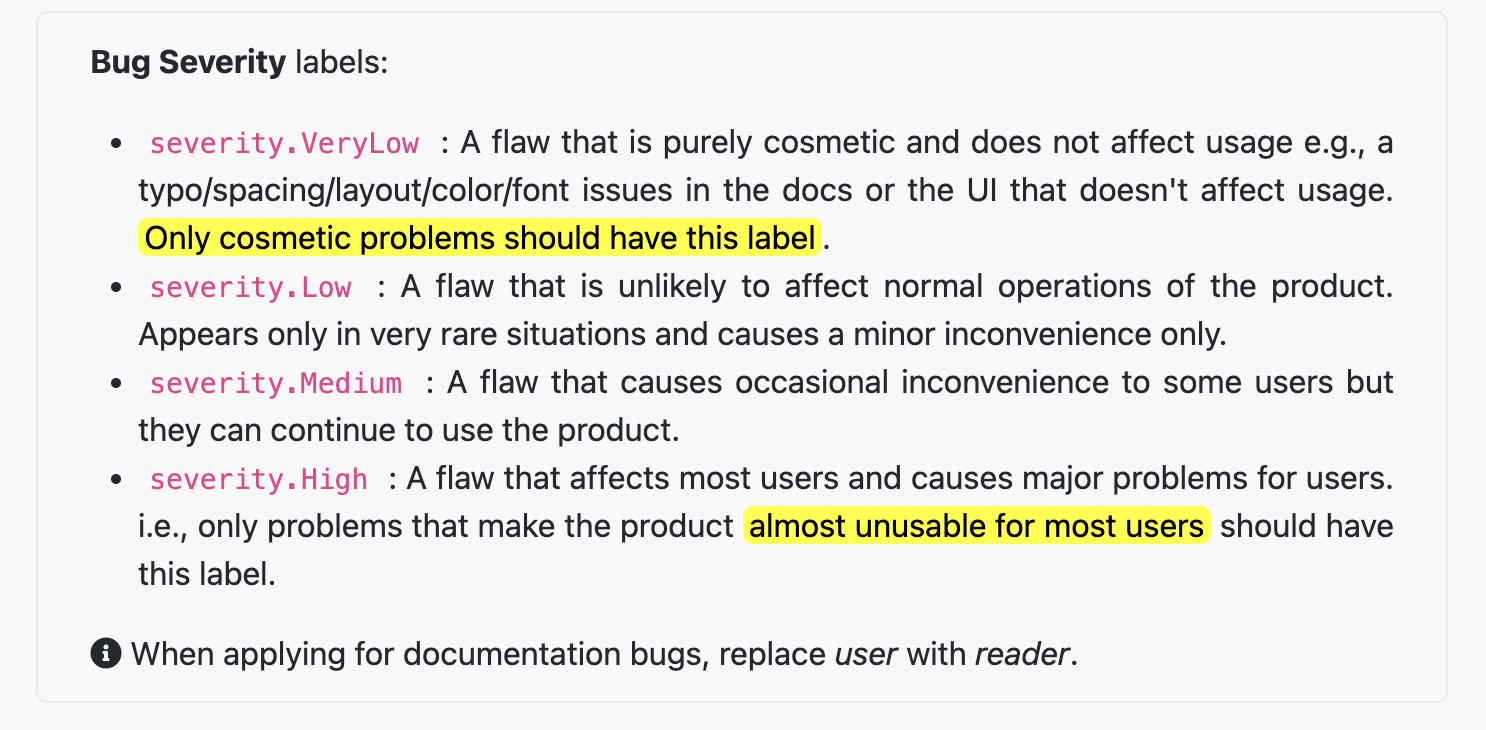 Bug Severity labels:
severity.VeryLow : A flaw that is purely cosmetic and does not affect usage e.g., a
typo/spacing/layout/color/font issues in the docs or the UI that doesn't affect usage.
Only cosmetic problems should have this label.
severity.Low : A flaw that is unlikely to affect normal operations of the product.
Appears only in very rare situations and causes a minor inconvenience only.
severity.Medium : A flaw that causes occasional inconvenience to some users but
they can continue to use the product.
severity.High : A flaw that affects most users and causes major problems for users.
i.e., only problems that make the product almost unusable for most users should have
this label.
When applying for documentation bugs, replace user with reader.